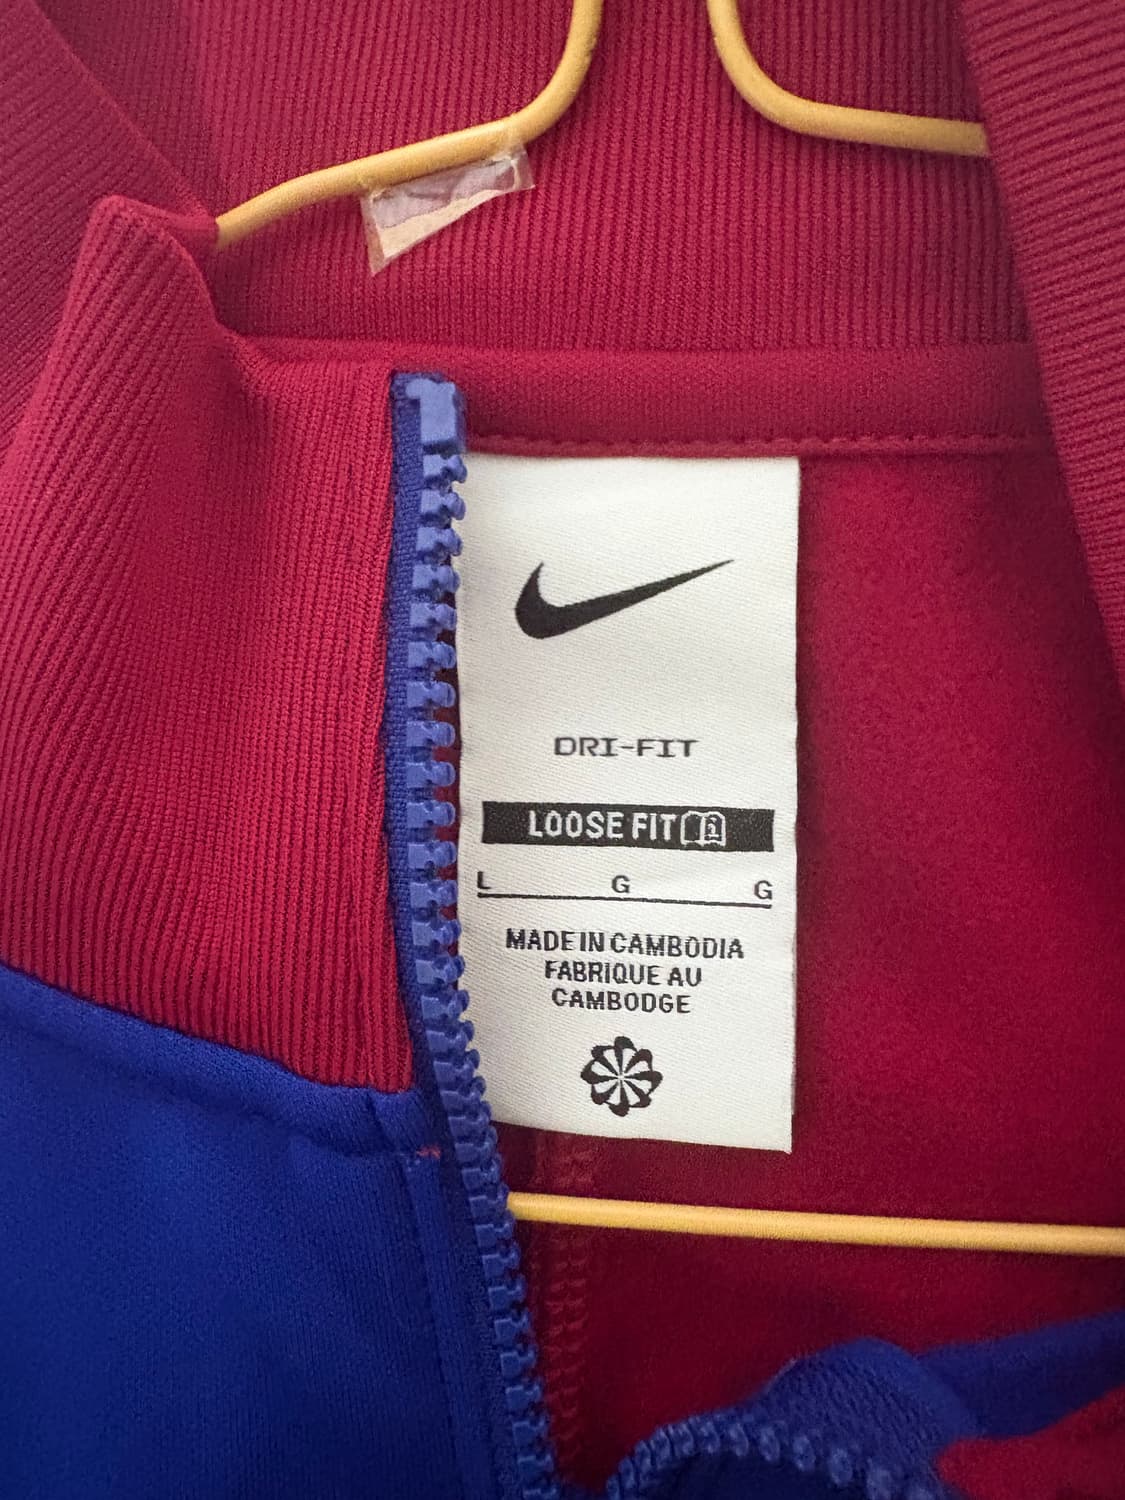 DRI-FIT
LOOSE FIT
L G G
MADE IN CAMBODIA
FABRIQUE AU
CAMBODGE